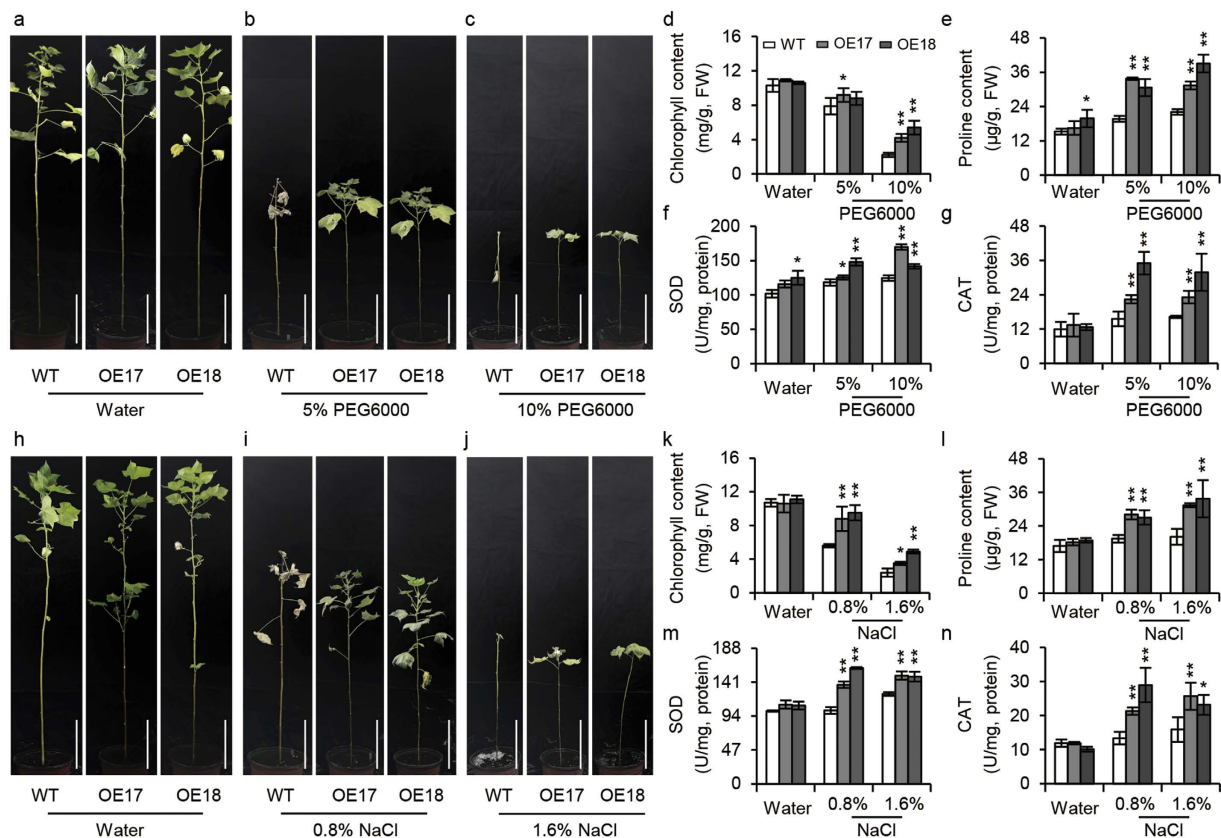 a
b
c
WT OE17 OE18
Water
WT OE17 OE18
5% PEG6000
WT OE17 OE18
10% PEG6000
d
WT OE17 OE18
Chlorophyll content
(mg/g, FW)
16
12
8
4
0
**
**
*
Water 5% 10%
PEG6000
e
Proline content
(µg/g, FW)
48
36
24
12
0
*
** **
** **
Water 5% 10%
PEG6000
f
SOD
(U/mg, protein)
200
150
100
50
0
*
* **
** **
Water 5% 10%
PEG6000
g
CAT
(U/mg, protein)
48
36
24
12
0
** **
** **
Water 5% 10%
PEG6000
h
i
j
WT OE17 OE18
Water
WT OE17 OE18
0.8% NaCl
WT OE17 OE18
1.6% NaCl
k
Chlorophyll content
(mg/g, FW)
16
12
8
4
0
** **
* **
Water 0.8% 1.6%
NaCl
l
Proline content
(µg/g, FW)
48
36
24
12
0
** **
** **
Water 0.8% 1.6%
NaCl
m
SOD
(U/mg, protein)
188
141
94
47
0
** **
** **
Water 0.8% 1.6%
NaCl
n
CAT
(U/mg, protein)
40
30
20
10
0
** **
** *
Water 0.8% 1.6%
NaCl